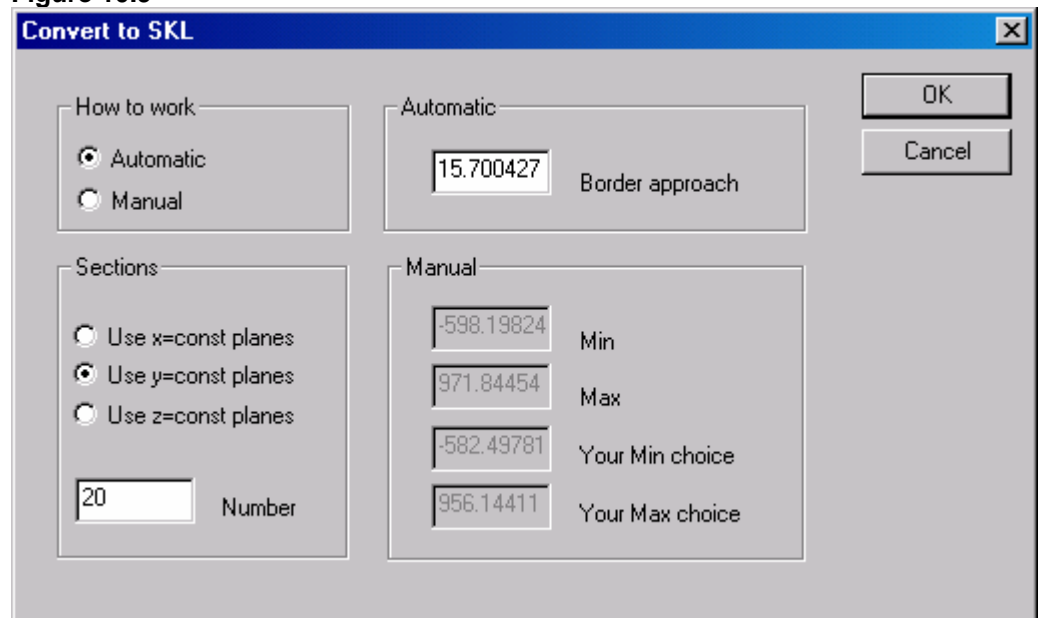 Convert to SKL
How to work
Automatic
Manual
Automatic
15.700427
Border approach
OK
Cancel
Sections
Use x=const planes
Use y=const planes
Use z=const planes
20
Number
Manual
-598.19824
Min
971.84454
Max
-582.49781
Your Min choice
956.14411
Your Max choice